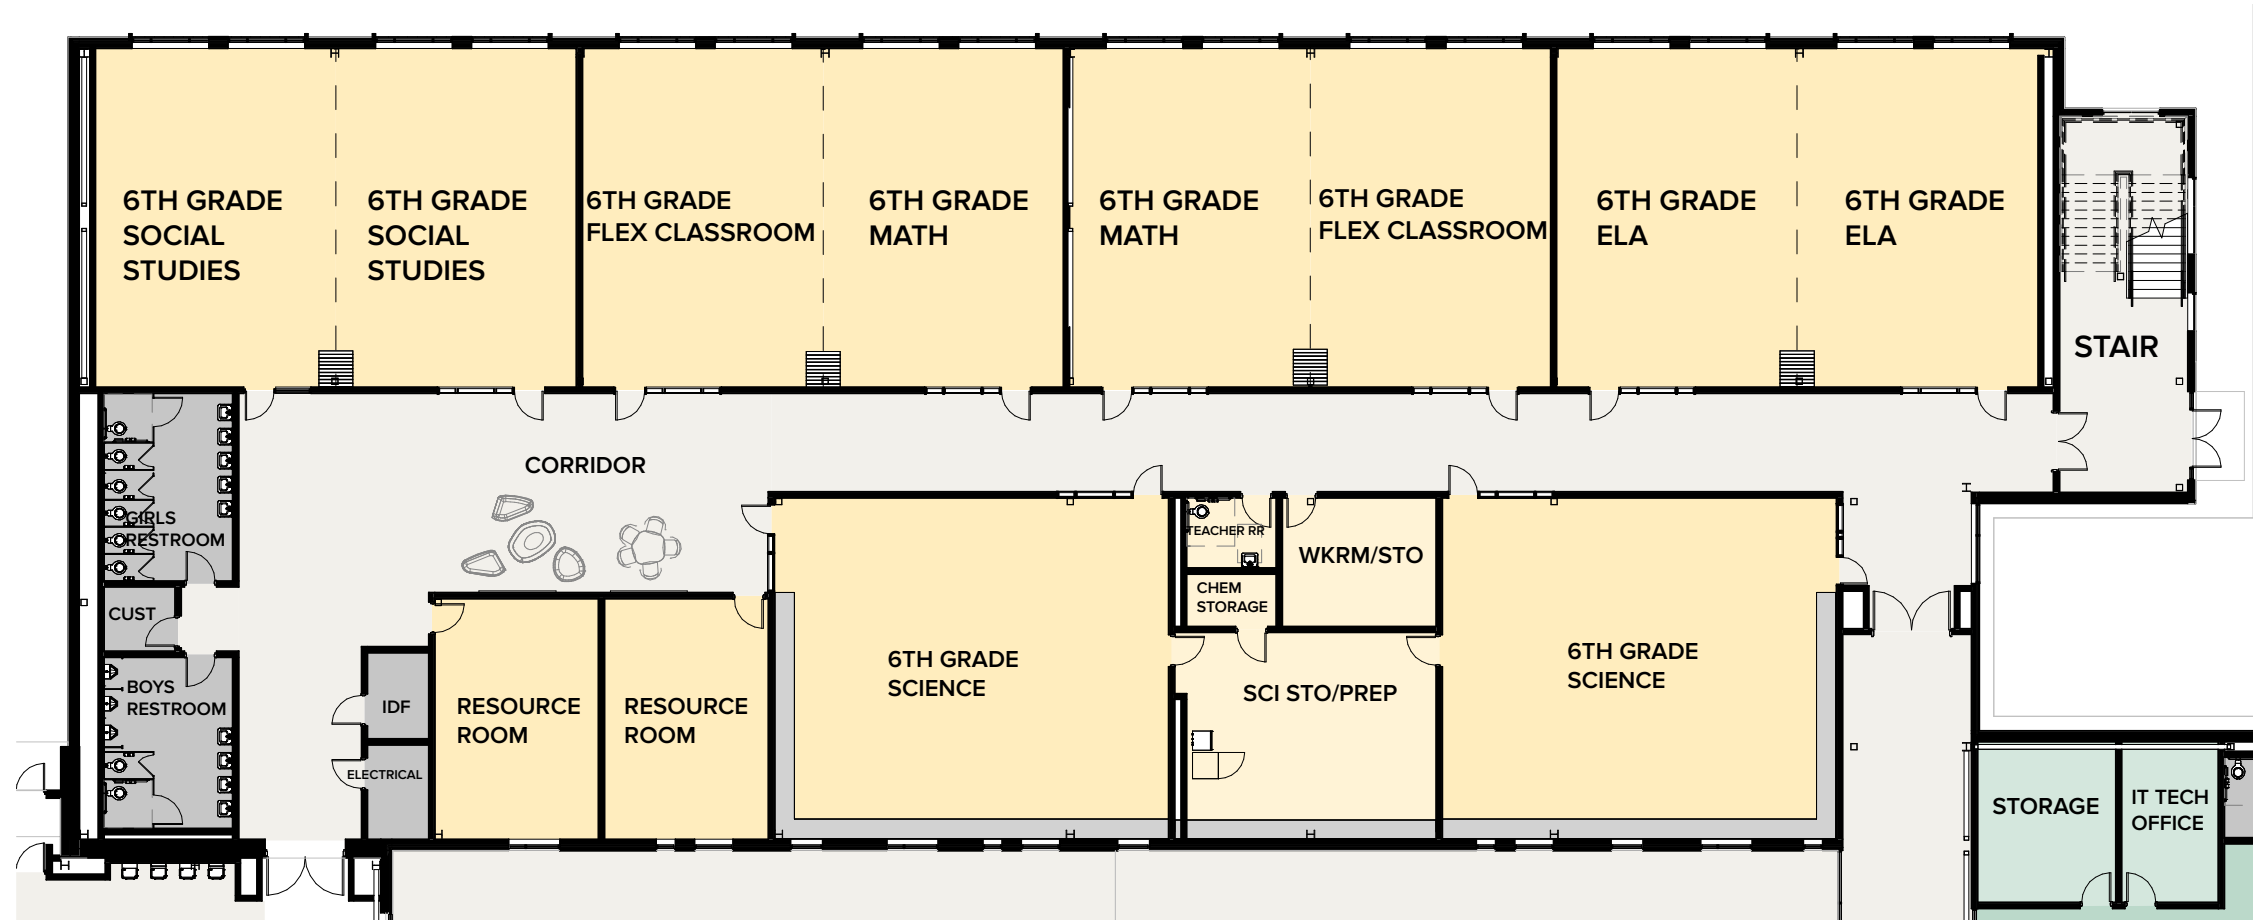 6TH GRADE
SOCIAL
STUDIES
6TH GRADE
SOCIAL
STUDIES
6TH GRADE
FLEX CLASSROOM
6TH GRADE
MATH
6TH GRADE
MATH
6TH GRADE
FLEX CLASSROOM
6TH GRADE
ELA
6TH GRADE
ELA
STAIR
CORRIDOR
GIRLS
RESTROOM
TEACHER RR
WKRM/STO
CHEM
STORAGE
CUST
6TH GRADE
SCIENCE
6TH GRADE
SCIENCE
BOYS
RESTROOM
IDF
RESOURCE
ROOM
RESOURCE
ROOM
SCI STO/PREP
ELECTRICAL
STORAGE
IT TECH
OFFICE